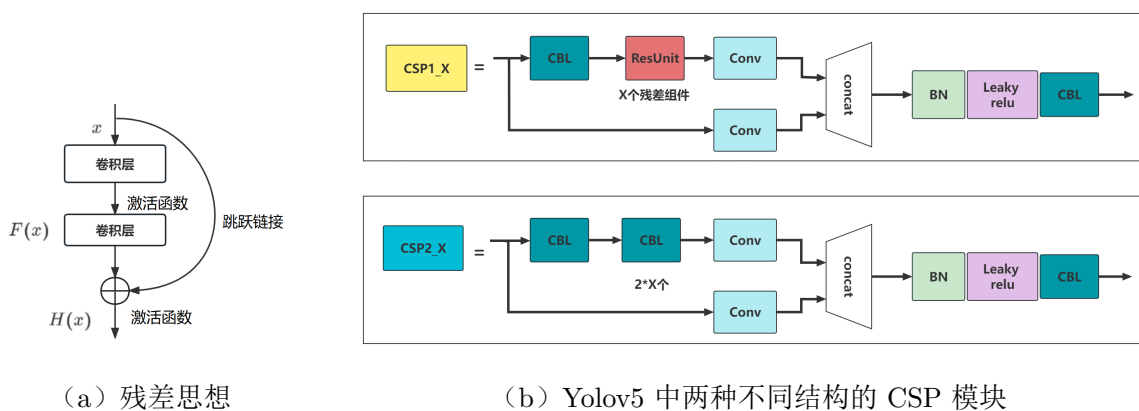 x
卷积层
激活函数
F(x)
卷积层
跳跃链接
H(x)
激活函数
(a)残差思想
CSP1_X
=
CBL
ResUnit
Conv
X个残差组件
Conv
concat
BN
Leaky
relu
CBL
CSP2_X
=
CBL
CBL
Conv
2*X个
Conv
concat
BN
Leaky
relu
CBL
(b)Yolov5 中两种不同结构的 CSP 模块